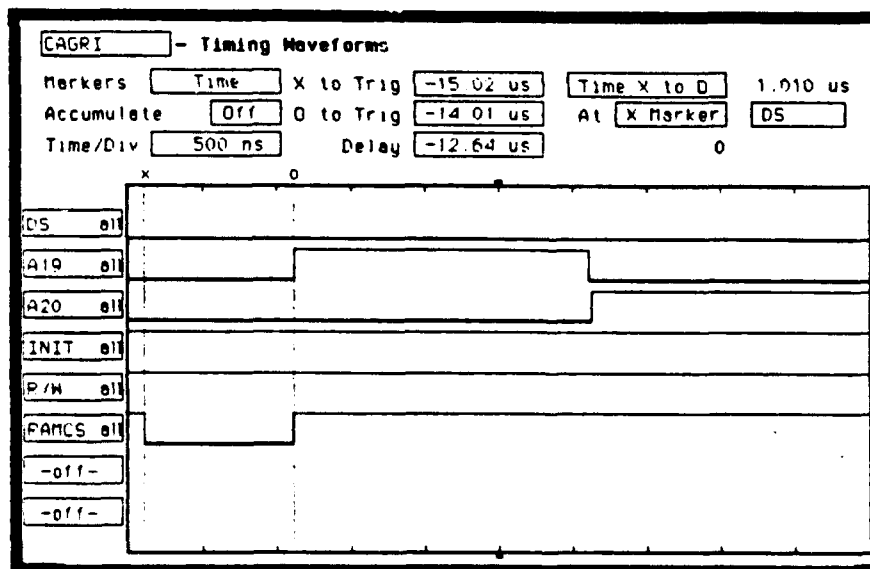 CAGRI - Timing Waveforms
Markers Time X to Trig -15.02 us Time X to O 1.010 us
Accumulate Off O to Trig -14.01 us At X Marker DS
Time/Div 500 ns Delay -12.64 us 0
X O
DS all
A19 all
A20 all
INIT all
R/W all
RAMCS all
-off-
-off-